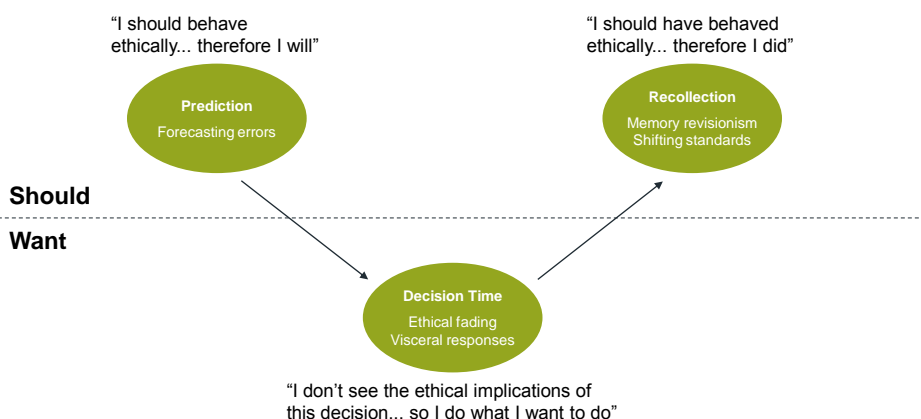 “I should behave
ethically... therefore I will”
“I should have behaved
ethically... therefore I did”
Prediction
Forecasting errors
Recollection
Memory revisionism
Shifting standards
Should
Want
Decision Time
Ethical fading
Visceral responses
“I don’t see the ethical implications of
this decision... so I do what I want to do”